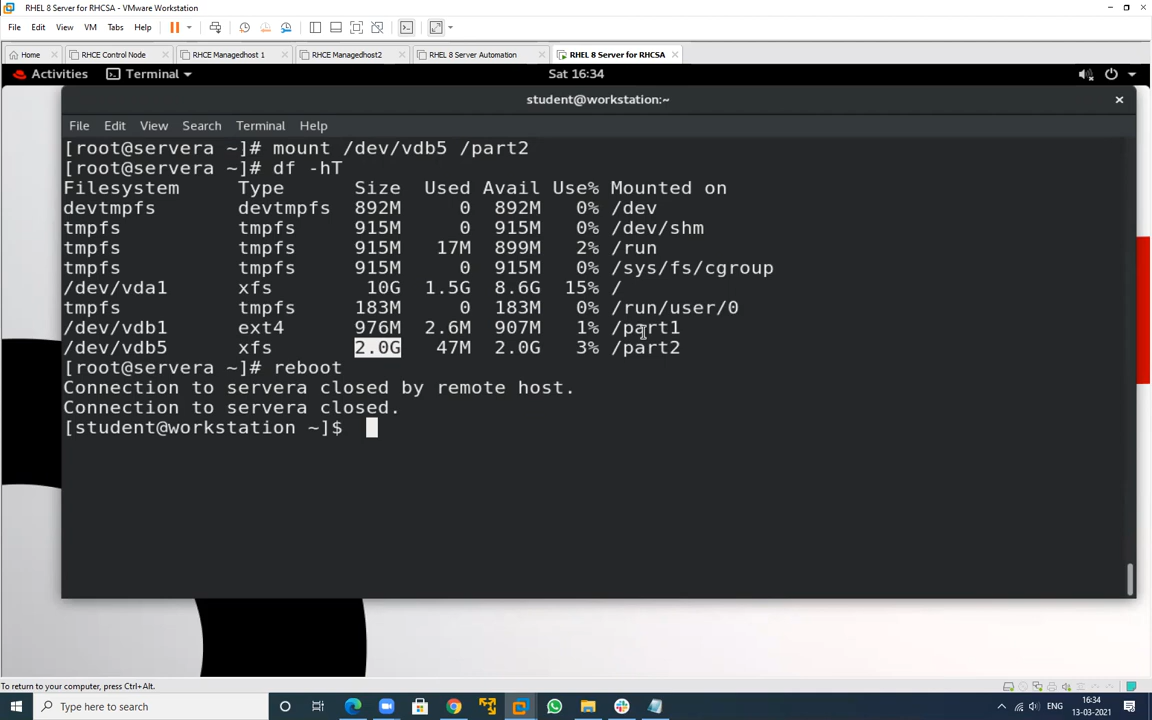 RHEL 8 Server for RHCSA - VMware Workstation
File Edit View VM Tabs Help
Home RHCE Control Node RHCE Managedhost 1 RHCE Managedhost2 RHEL 8 Server Automation RHEL 8 Server for RHCSA
Activities Terminal Sat 16:34
student@workstation:~
File Edit View Search Terminal Help
[root@servera ~]# mount /dev/vdb5 /part2
[root@servera ~]# df -hT
Filesystem Type Size Used Avail Use% Mounted on
devtmpfs devtmpfs 892M 0 892M 0% /dev
tmpfs tmpfs 915M 0 915M 0% /dev/shm
tmpfs tmpfs 915M 17M 899M 2% /run
tmpfs tmpfs 915M 0 915M 0% /sys/fs/cgroup
/dev/vda1 xfs 10G 1.5G 8.6G 15% /
tmpfs tmpfs 183M 0 183M 0% /run/user/0
/dev/vdb1 ext4 976M 2.6M 907M 1% /part1
/dev/vdb5 xfs 2.0G 47M 2.0G 3% /part2
[root@servera ~]# reboot
Connection to servera closed by remote host.
Connection to servera closed.
[student@workstation ~]$
To return to your computer, press Ctrl+Alt.
Type here to search
ENG
16:34
13-03-2021